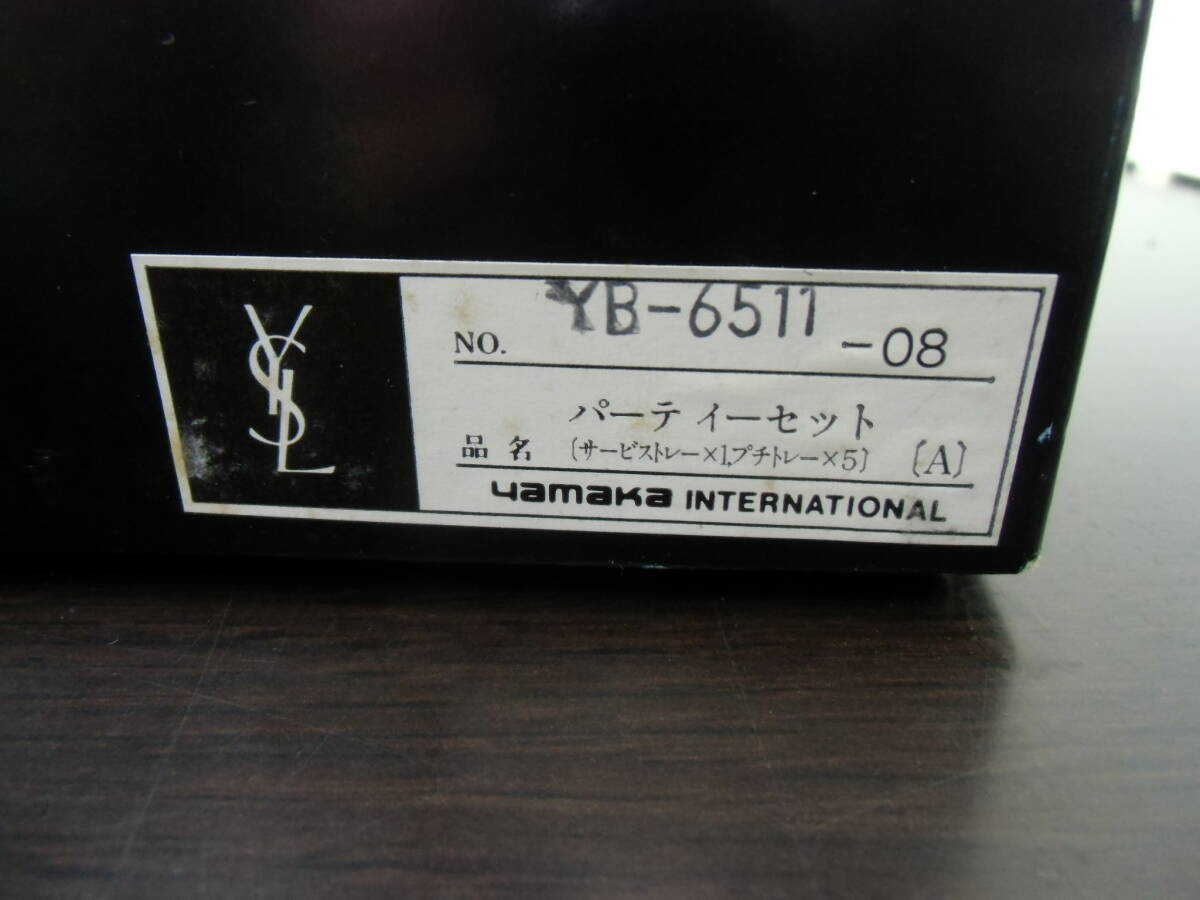 YSL
NO. YB-6511 -08
パーティーセット
品名 〔サービストレー×1,プチトレー×5〕 〔A〕
yamaka INTERNATIONAL